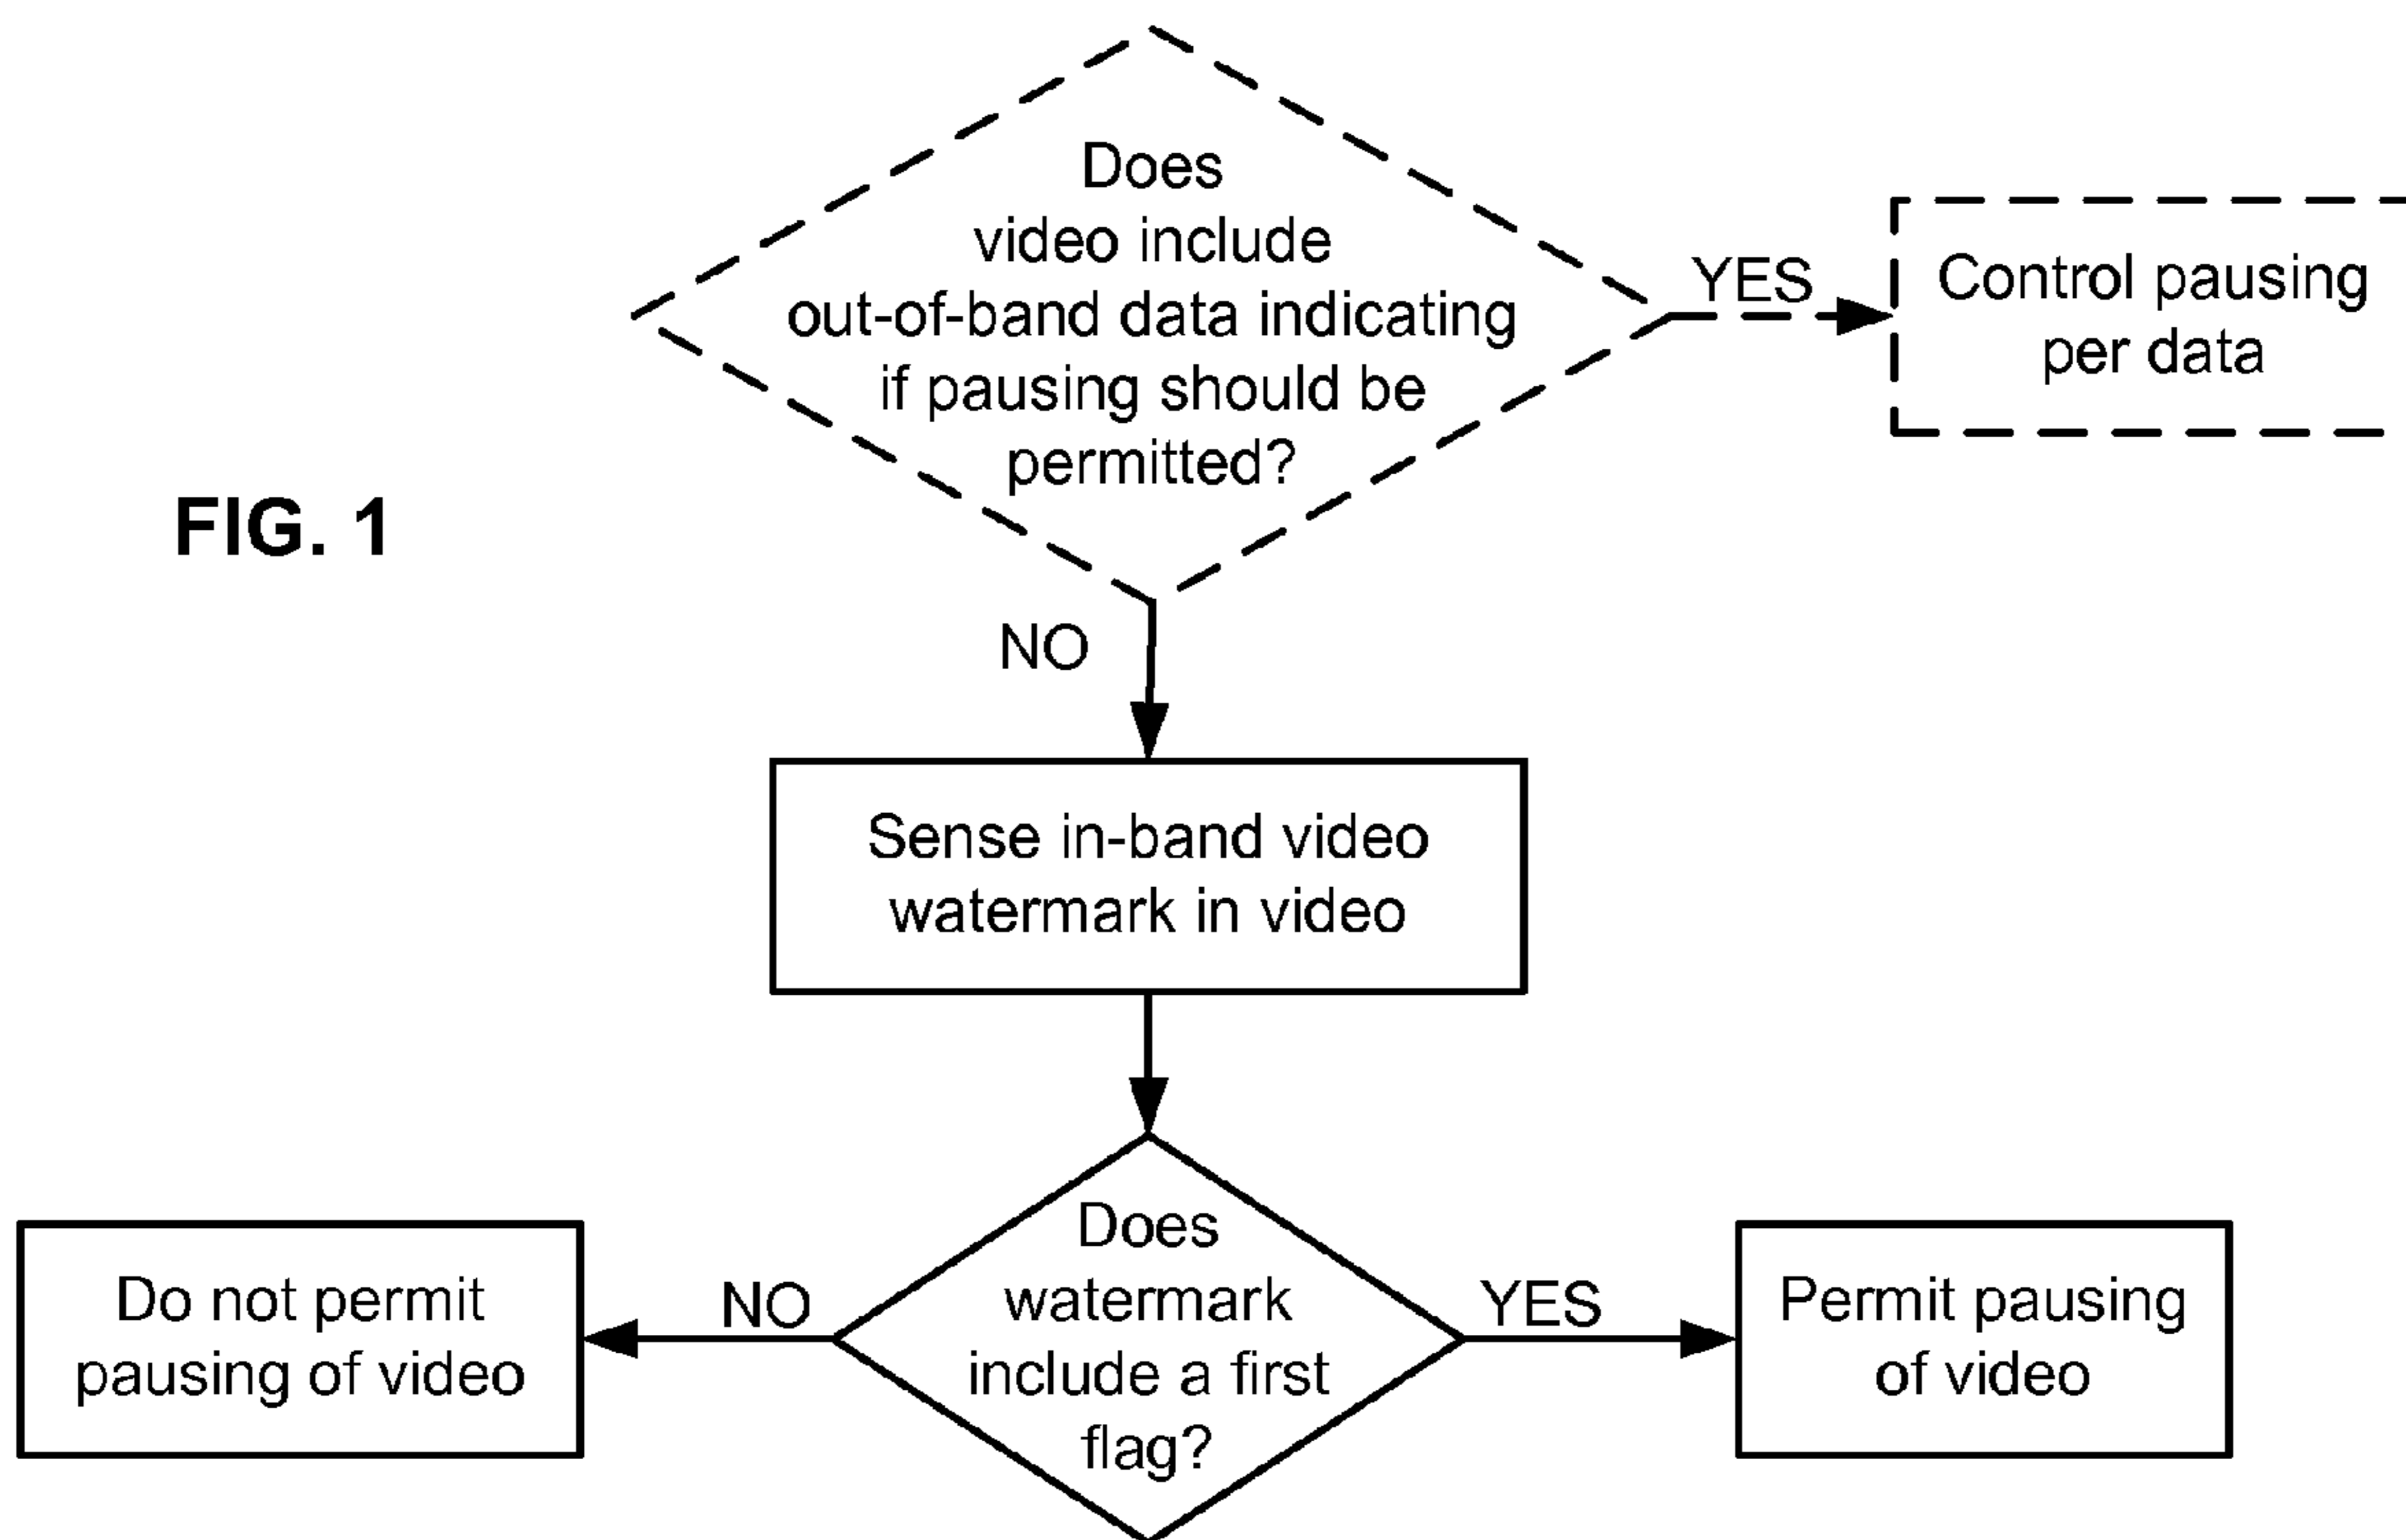 Does
video include
out-of-band data indicating
if pausing should be
permitted?
YES
Control pausing
per data
FIG. 1
NO
Sense in-band video
watermark in video
Does
watermark
include a first
flag?
NO
Do not permit
pausing of video
YES
Permit pausing
of video